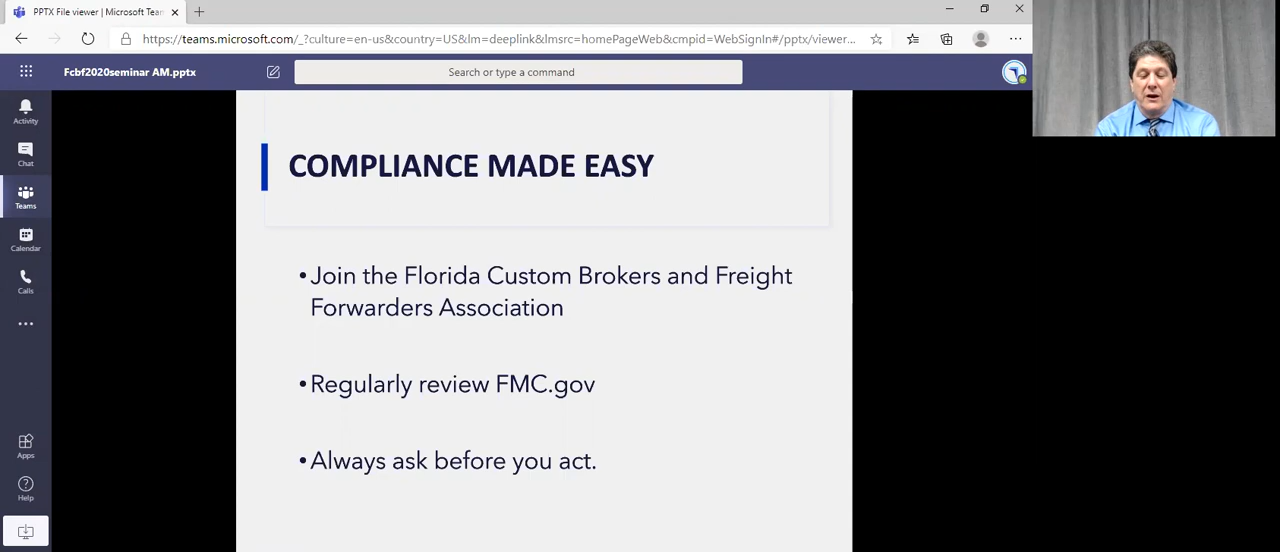 PPTX File viewer | Microsoft Team
https://teams.microsoft.com/_?culture=en-us&country=US&lm=deeplink&lmsrc=homePageWeb&cmpid=WebSignIn#/pptx/viewer...
Fcbf2020seminar AM.pptx
Search or type a command
Activity
Chat
Teams
Calendar
Calls
Apps
Help
COMPLIANCE MADE EASY
•Join the Florida Custom Brokers and Freight
Forwarders Association
•Regularly review FMC.gov
•Always ask before you act.